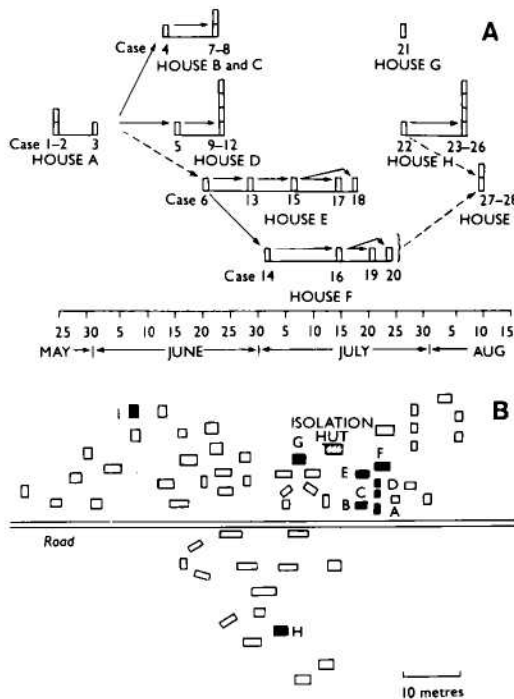 A
Case 4 7–8 21
HOUSE B and C HOUSE G
Case 1–2 3 5 9–12 22 23–26
HOUSE A HOUSE D HOUSE H
Case 6 13 15 17 18 27–28
HOUSE E HOUSE
Case 14 16 19 20
HOUSE F
25 30 5 10 15 20 25 30 5 10 15 20 25 30 5 10 15
MAY JUNE JULY AUG
B
I
ISOLATION
HUT
G
F
E
D
C
B
A
Road
H
10 metres